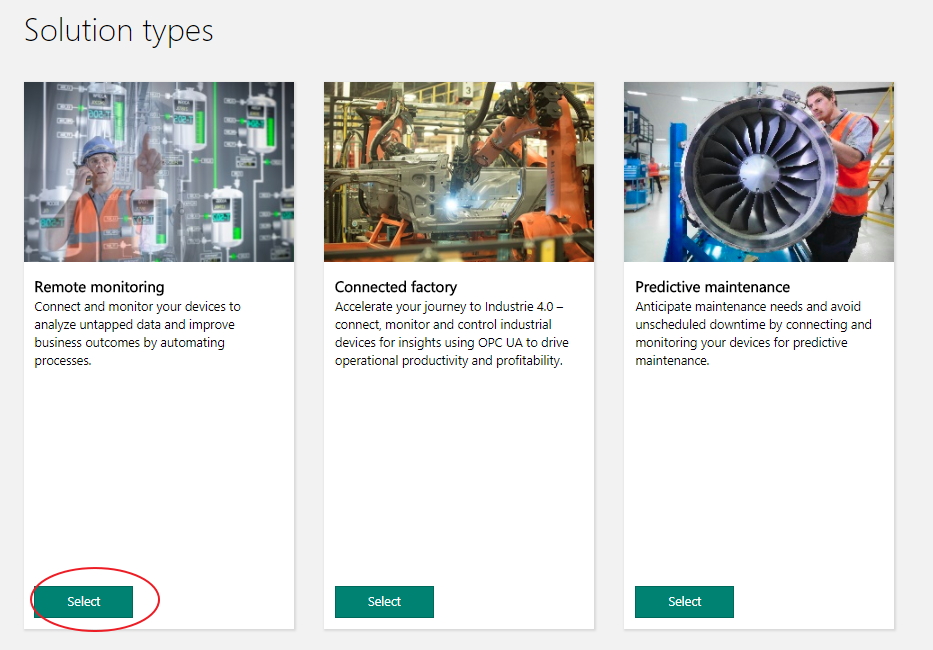 Solution types
Remote monitoring
Connect and monitor your devices to
analyze untapped data and improve
business outcomes by automating
processes.
Select
3
Connected factory
Accelerate your journey to Industrie 4.0 –
connect, monitor and control industrial
devices for insights using OPC UA to drive
operational productivity and profitability.
Select
Predictive maintenance
Anticipate maintenance needs and avoid
unscheduled downtime by connecting and
monitoring your devices for predictive
maintenance.
Select